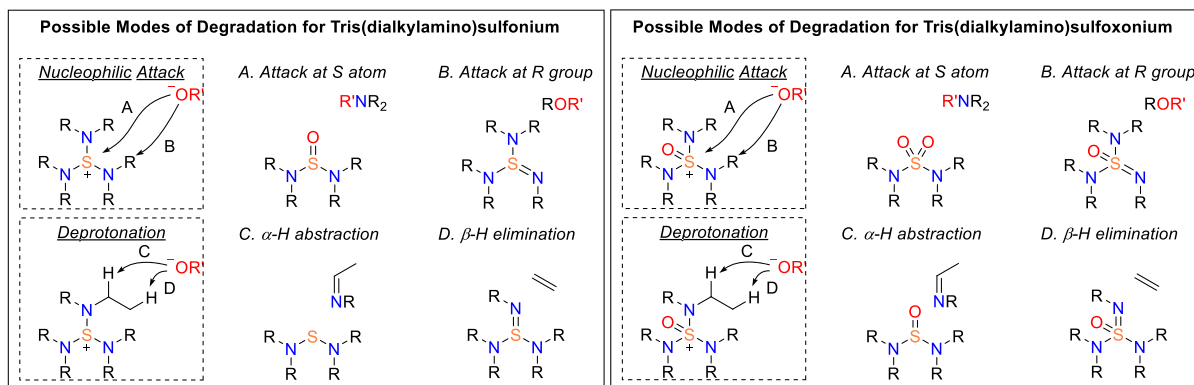 Possible Modes of Degradation for Tris(dialkylamino)sulfonium
Nucleophilic Attack
−OR'
A
B
R R
N
R S R
N + N
R R
A. Attack at S atom
R'NR2
O
R S R
N N
R R
B. Attack at R group
ROR'
R
N
R S
N N
R R
Deprotonation
C
−OR'
H
D
H
R
N
R S R
N + N
R R
C. α-H abstraction
NR
R S R
N N
R R
D. β-H elimination
R
N
R S R
N N
R R
Possible Modes of Degradation for Tris(dialkylamino)sulfoxonium
Nucleophilic Attack
−OR'
A
B
R R
N
O
R S R
N + N
R R
A. Attack at S atom
R'NR2
O O
R S R
N N
R R
B. Attack at R group
ROR'
R
N
O
R S
N N
R R
Deprotonation
C
−OR'
H
D
H
R
N
O
R S R
N + N
R R
C. α-H abstraction
NR
O
R S R
N N
R R
D. β-H elimination
R
N
O
R S R
N N
R R